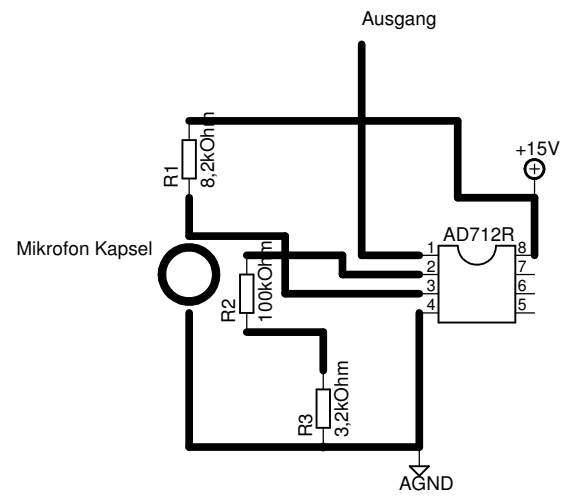 Ausgang
+15V
R1
8,2kOhm
Mikrofon Kapsel
AD712R
1
2
3
4
8
7
6
5
R2
100kOhm
R3
3,2kOhm
AGND